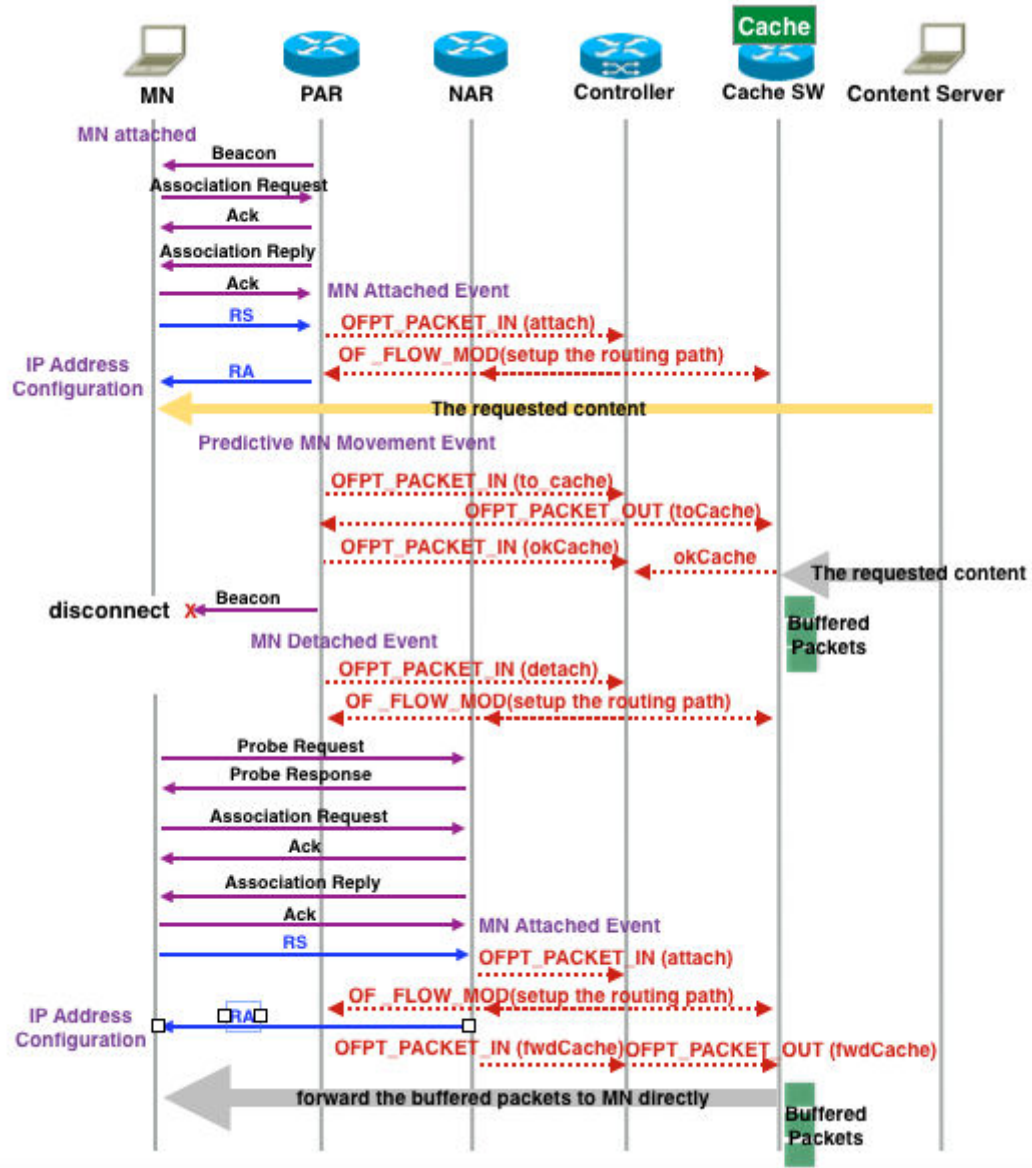 Cache
MN
PAR
NAR
Controller
Cache SW
Content Server
MN attached
Beacon
Association Request
Ack
Association Reply
Ack
MN Attached Event
RS
OFPT_PACKET_IN (attach)
OF _FLOW_MOD(setup the routing path)
IP Address
Configuration
RA
The requested content
Predictive MN Movement Event
OFPT_PACKET_IN (to_cache)
OFPT_PACKET_OUT (toCache)
OFPT_PACKET_IN (okCache)
okCache
The requested content
disconnect X
Beacon
Buffered
Packets
MN Detached Event
OFPT_PACKET_IN (detach)
OF _FLOW_MOD(setup the routing path)
Probe Request
Probe Response
Association Request
Ack
Association Reply
Ack
MN Attached Event
RS
OFPT_PACKET_IN (attach)
OF _FLOW_MOD(setup the routing path)
IP Address
Configuration
RA
OFPT_PACKET_IN (fwdCache)
OFPT_PACKET_OUT (fwdCache)
forward the buffered packets to MN directly
Buffered
Packets